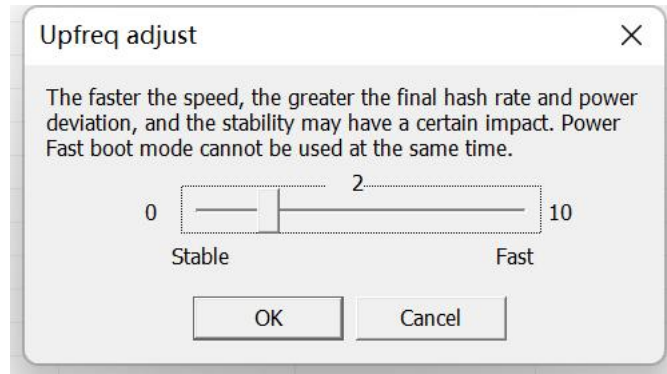 Upfreq adjust
The faster the speed, the greater the final hash rate and power
deviation, and the stability may have a certain impact. Power
Fast boot mode cannot be used at the same time.
2
0 10
Stable Fast
OK Cancel